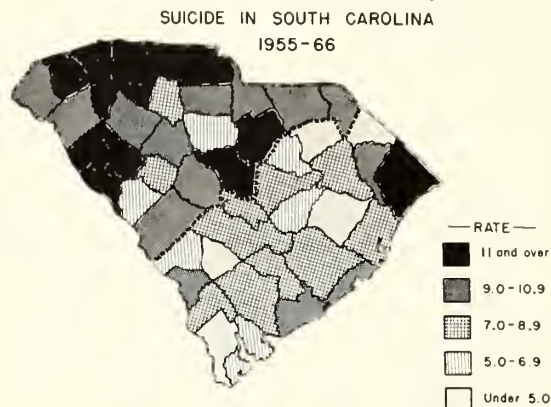 SUICIDE IN SOUTH CAROLINA
1955-66
RATE
11 and over
9.0-10.9
7.0-8.9
5.0-6.9
Under 5.0